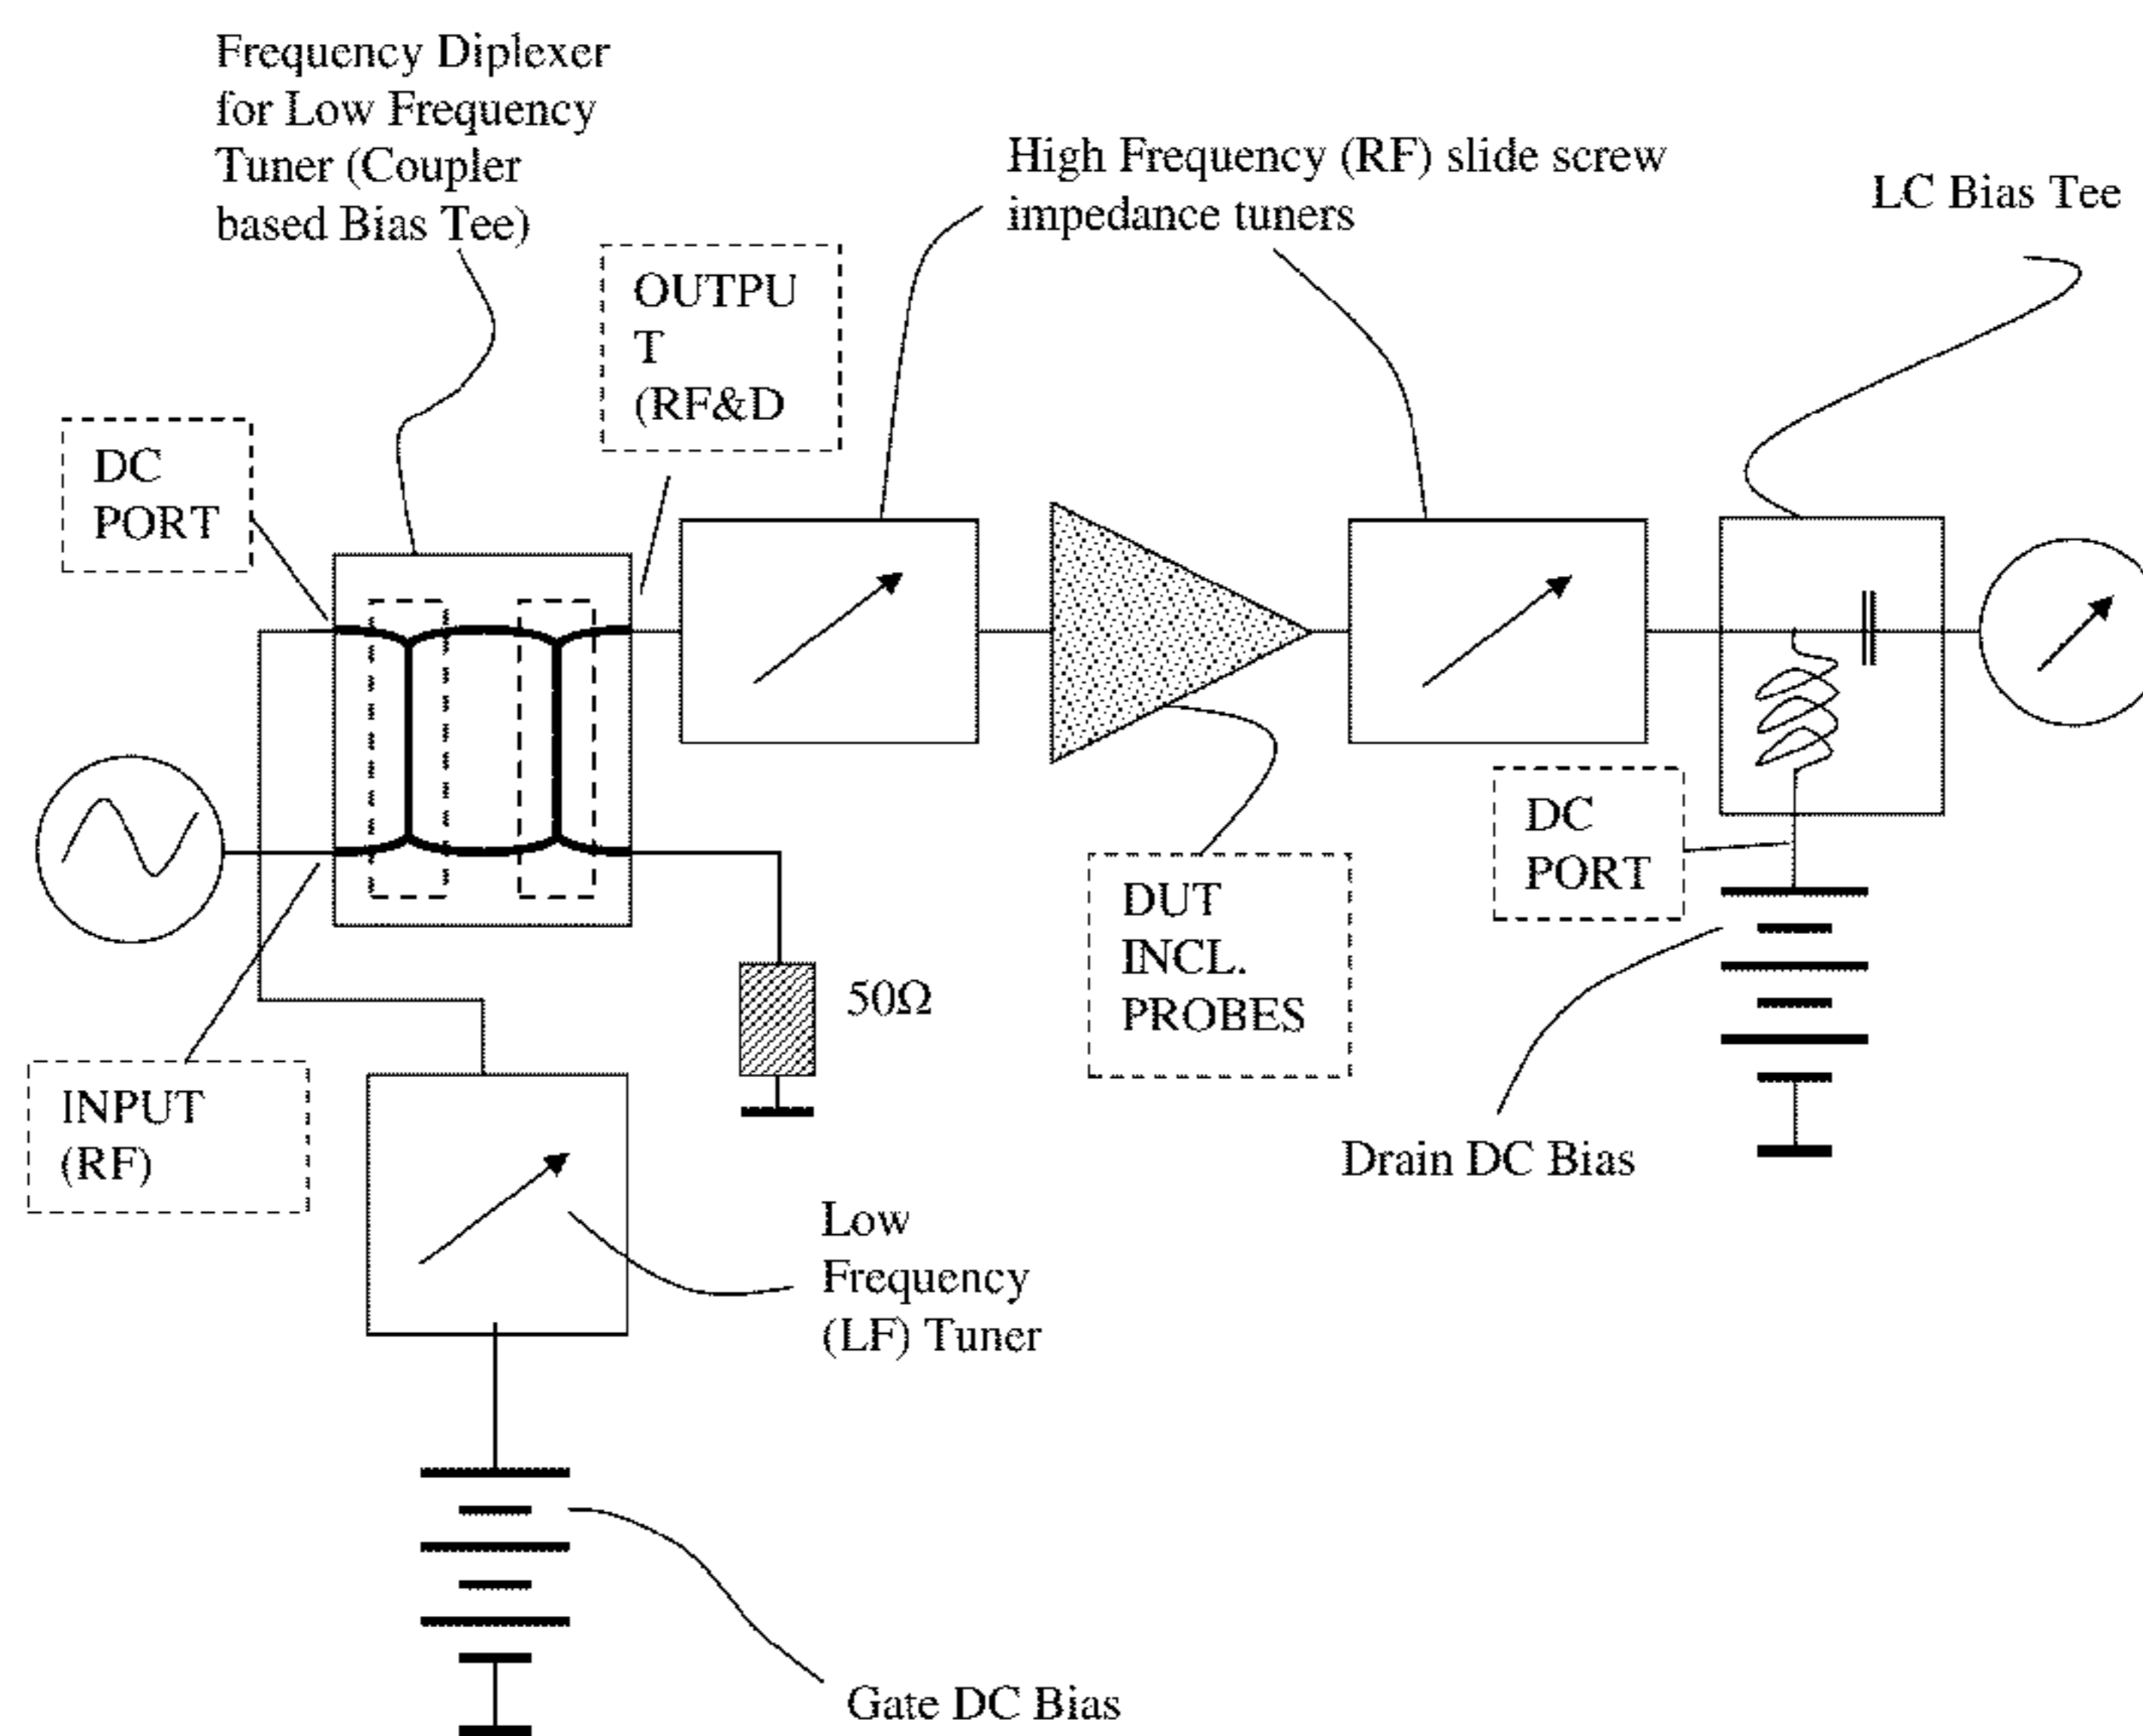 Frequency Diplexer
for Low Frequency
Tuner (Coupler
based Bias Tee)
High Frequency (RF) slide screw
impedance tuners
LC Bias Tee
OUTPU
T
(RF&D
DC
PORT
DC
PORT
DUT
INCL.
PROBES
50Ω
INPUT
(RF)
Drain DC Bias
Low
Frequency
(LF) Tuner
Gate DC Bias